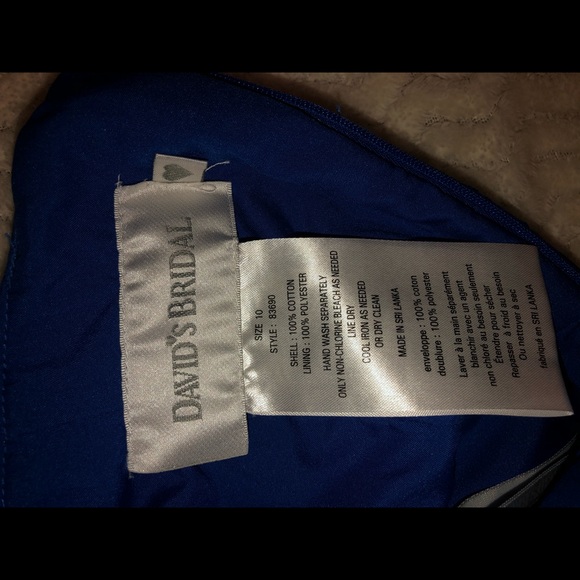 DAVID'S BRIDAL
SIZE 10
STYLE : 83690
SHELL : 100% COTTON
LINING : 100% POLYESTER
HAND WASH SEPARATELY
ONLY NON-CHLORINE BLEACH AS NEEDED
LINE DRY
COOL IRON AS NEEDED
OR DRY CLEAN
MADE IN SRI LANKA
enveloppe : 100% coton
doublure : 100% polyester
Laver à la main séparément
blanchir avec un agent
non chloré au besoin seulement
Étendre pour sécher
Repasser à froid au besoin
Ou nettoyer à sec
fabriqué en SRI LANKA